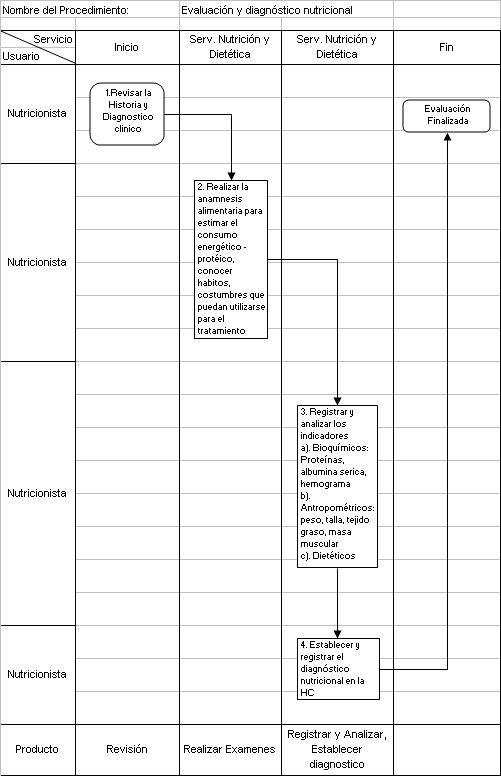 Nombre del Procedimiento: Evaluación y diagnóstico nutricional
Servicio
Usuario
Inicio
Serv. Nutrición y
Dietética
Serv. Nutrición y
Dietética
Fin
Nutricionista
1.Revisar la
Historia y
Diagnostico
clinico
Evaluación
Finalizada
Nutricionista
2. Realizar la
anamnesis
alimentaria para
estimar el
consumo
energético -
protéico,
conocer
habitos,
costumbres que
puedan utilizarse
para el
tratamiento
Nutricionista
3. Registrar y
analizar los
indicadores
a). Bioquímicos:
Proteínas,
albumina serica,
hemograma
b).
Antropométricos:
peso, talla, tejido
graso, masa
muscular
c). Dietéticos
Nutricionista
4. Establecer y
registrar el
diagnóstico
nutricional en la
HC
Producto
Revisión
Realizar Examenes
Registrar y Analizar,
Establecer
diagnostico